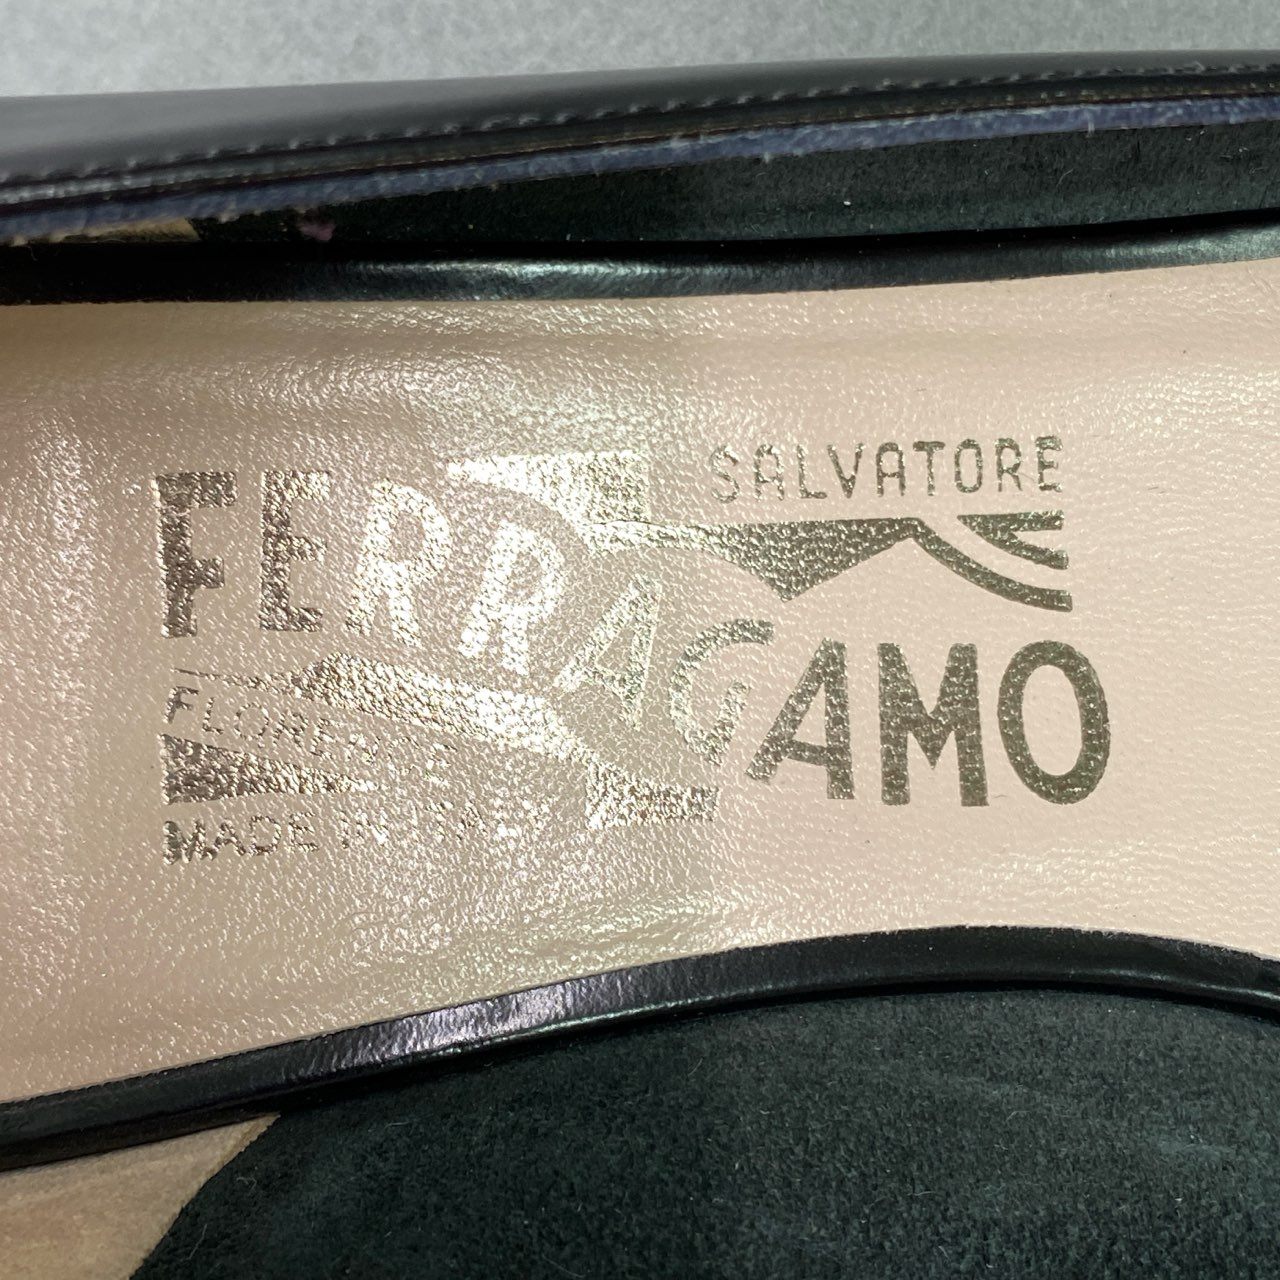 SALVATORE
FERRAGAMO
FLORENCE
MADE IN ITALY